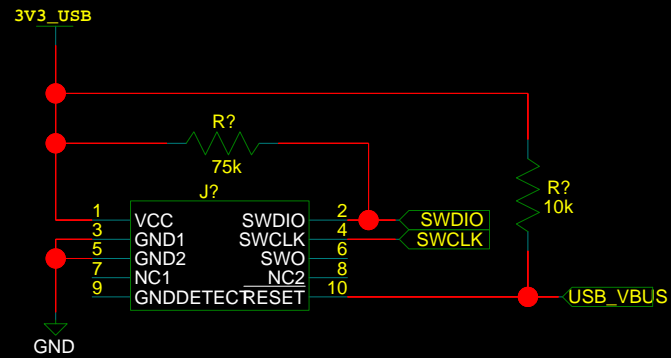 3V3_USB
R?
75k
J?
R?
10k
1 VCC SWDIO 2 SWDIO
3 GND1 SWCLK 4 SWCLK
5 GND2 SWO 6
7 NC1 NC2 8
9 GNDDETECT RESET 10 USB_VBUS
GND